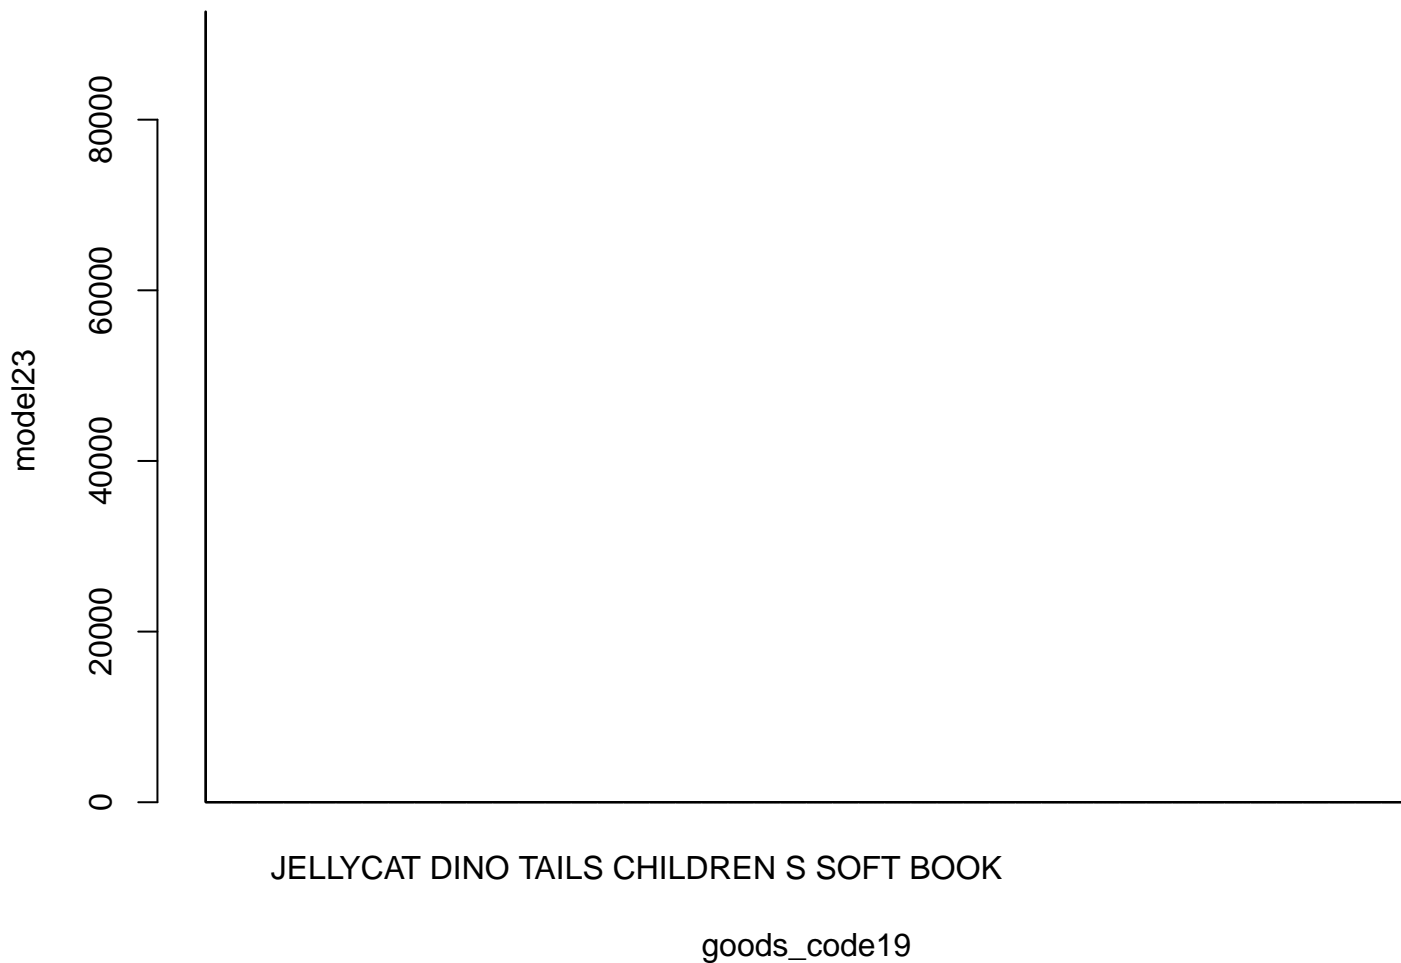 80000
60000
40000
20000
0
model23
JELLYCAT DINO TAILS CHILDREN S SOFT BOOK
goods_code19